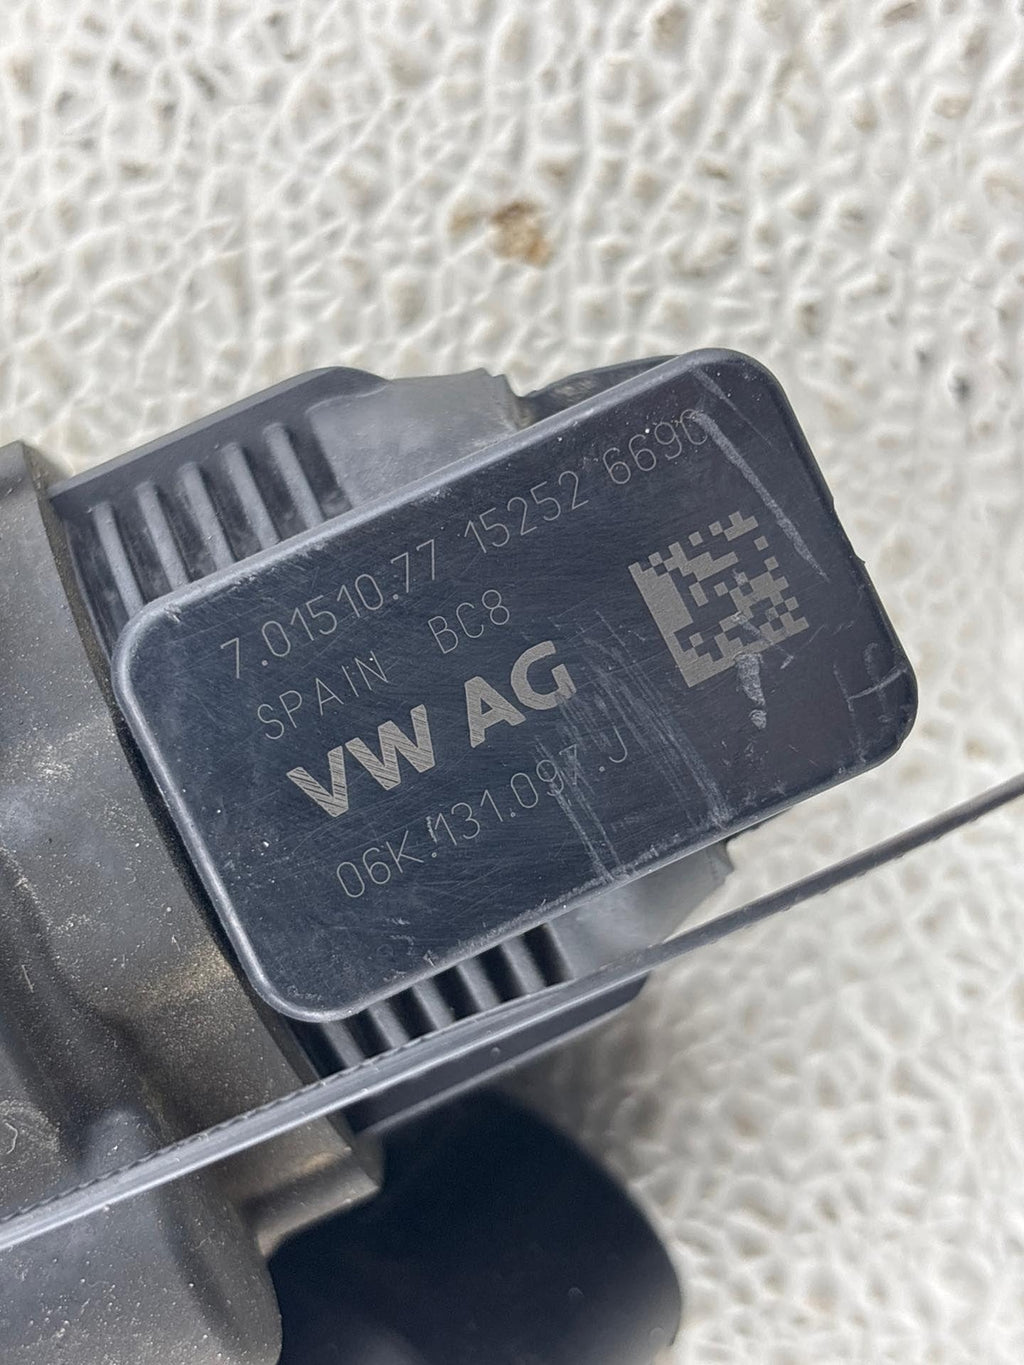 7.01510.77 15252 6690
SPAIN BC8
VW AG
06K.131.097.J